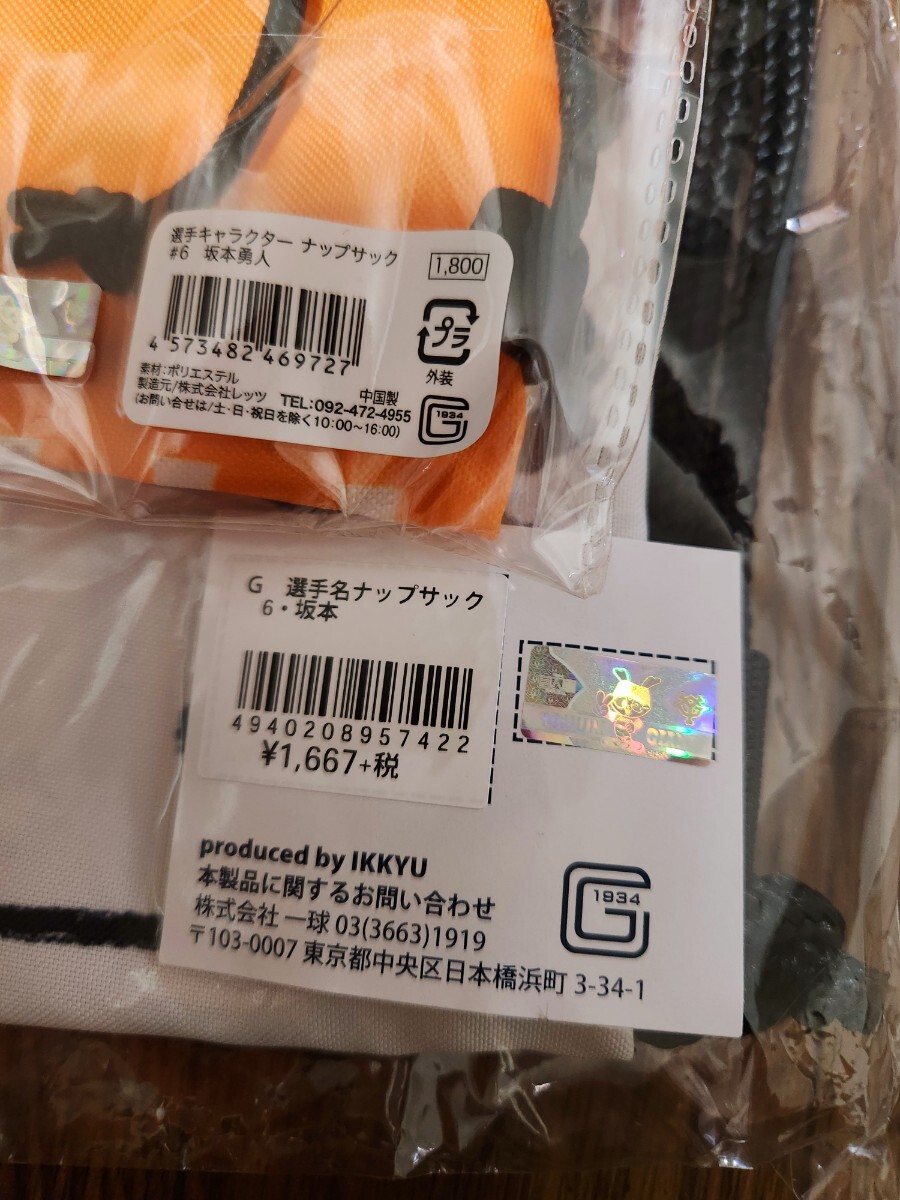 選手キャラクター ナップサック
#6 坂本勇人
1,800
4 573482 469727
プラ
外装
素材:ポリエステル
中国製
製造元/株式会社レッツ TEL:092-472-4955
(お問い合せは/土・日・祝日を除く10:00~16:00)
1934
G 選手名ナップサック
6・坂本
4940208957422
¥1,667+税
produced by IKKYU
本製品に関するお問い合わせ
株式会社 一球 03(3663)1919
〒103-0007 東京都中央区日本橋浜町 3-34-1
1934